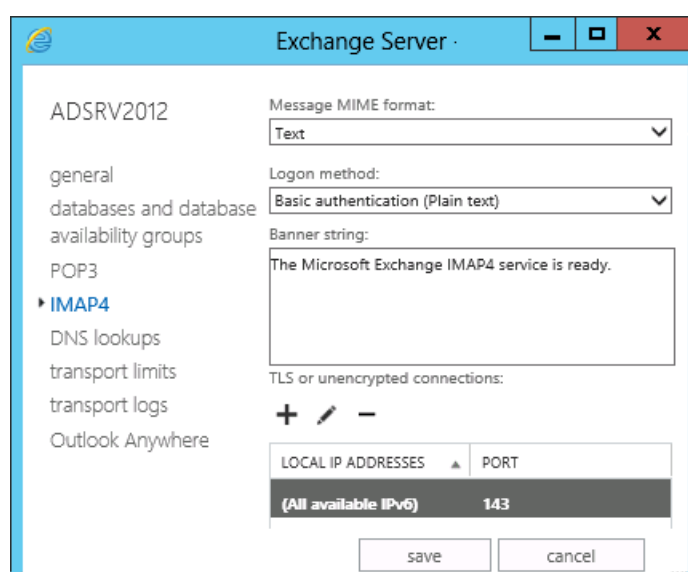 Exchange Server ·
ADSRV2012
general
databases and database
availability groups
POP3
IMAP4
DNS lookups
transport limits
transport logs
Outlook Anywhere
Message MIME format:
Text
Logon method:
Basic authentication (Plain text)
Banner string:
The Microsoft Exchange IMAP4 service is ready.
TLS or unencrypted connections:
LOCAL IP ADDRESSES PORT
(All available IPv6) 143
save cancel